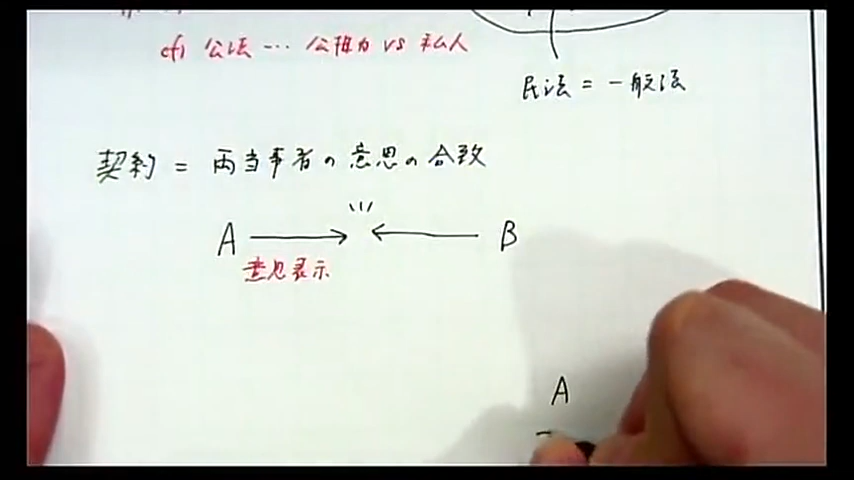 cf) 公法… 公権力 vs 私人
民法 = 一般法
契約 = 両当事者の意思の合致
A → ← B
意思表示
A